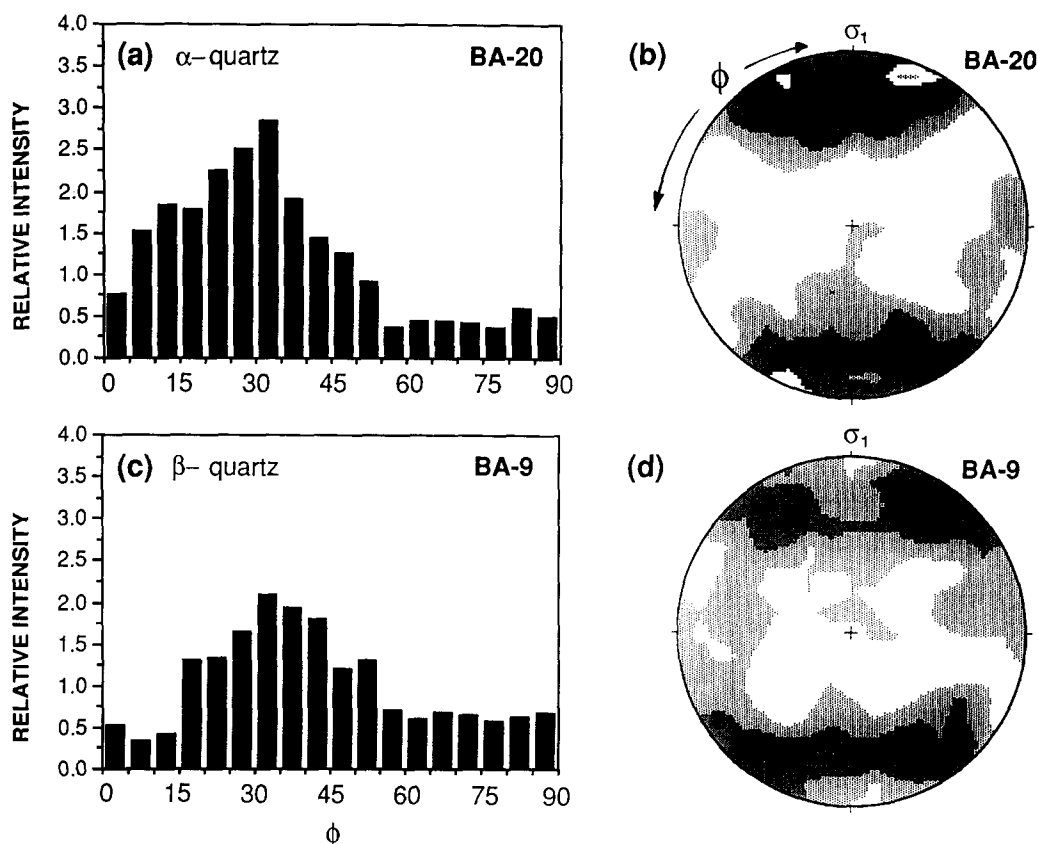 (a) α– quartz BA-20
RELATIVE INTENSITY
4.0
3.5
3.0
2.5
2.0
1.5
1.0
0.5
0.0
0 15 30 45 60 75 90
(b) σ1 BA-20
ϕ
(c) β– quartz BA-9
RELATIVE INTENSITY
4.0
3.5
3.0
2.5
2.0
1.5
1.0
0.5
0.0
0 15 30 45 60 75 90
ϕ
(d) σ1 BA-9